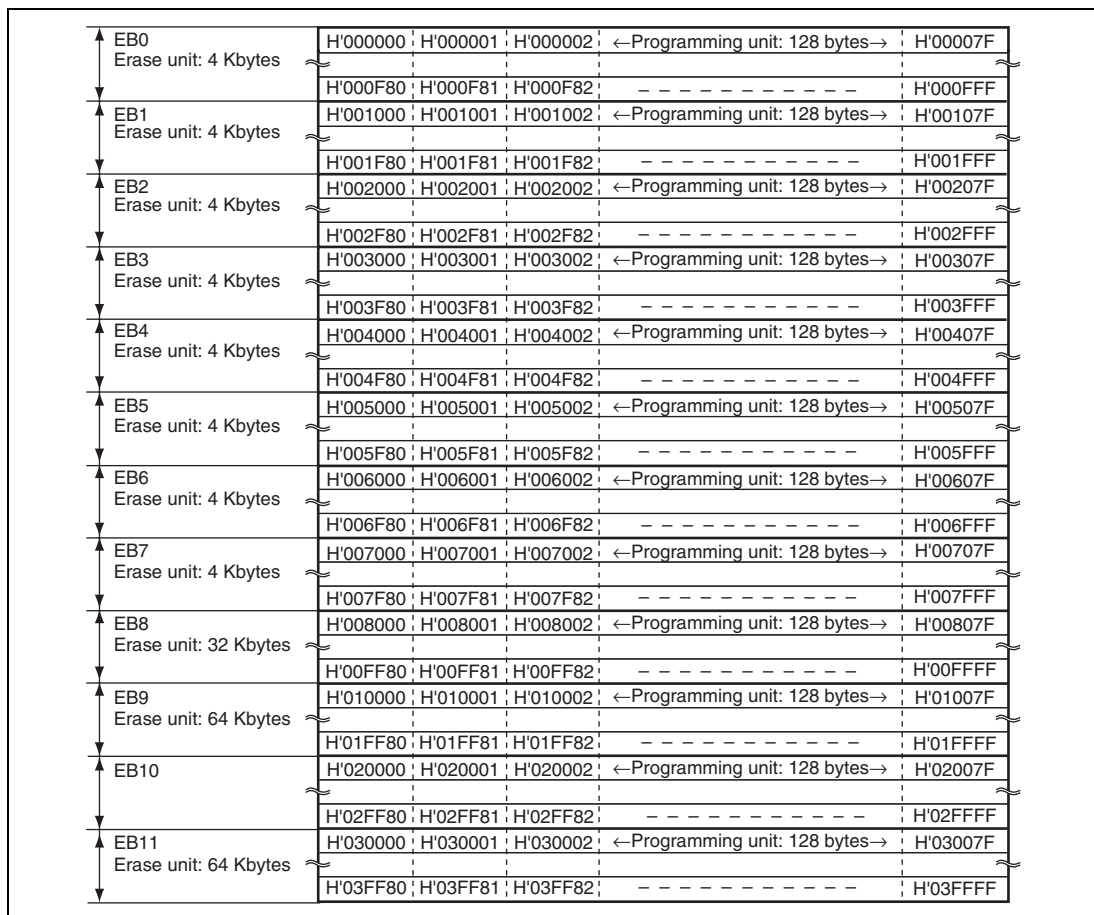 EB0 H'000000 H'000001 H'000002 ←Programming unit: 128 bytes→ H'00007F
Erase unit: 4 Kbytes
H'000F80 H'000F81 H'000F82 – – – – – – – – – – – H'000FFF
EB1 H'001000 H'001001 H'001002 ←Programming unit: 128 bytes→ H'00107F
Erase unit: 4 Kbytes
H'001F80 H'001F81 H'001F82 – – – – – – – – – – – H'001FFF
EB2 H'002000 H'002001 H'002002 ←Programming unit: 128 bytes→ H'00207F
Erase unit: 4 Kbytes
H'002F80 H'002F81 H'002F82 – – – – – – – – – – – H'002FFF
EB3 H'003000 H'003001 H'003002 ←Programming unit: 128 bytes→ H'00307F
Erase unit: 4 Kbytes
H'003F80 H'003F81 H'003F82 – – – – – – – – – – – H'003FFF
EB4 H'004000 H'004001 H'004002 ←Programming unit: 128 bytes→ H'00407F
Erase unit: 4 Kbytes
H'004F80 H'004F81 H'004F82 – – – – – – – – – – – H'004FFF
EB5 H'005000 H'005001 H'005002 ←Programming unit: 128 bytes→ H'00507F
Erase unit: 4 Kbytes
H'005F80 H'005F81 H'005F82 – – – – – – – – – – – H'005FFF
EB6 H'006000 H'006001 H'006002 ←Programming unit: 128 bytes→ H'00607F
Erase unit: 4 Kbytes
H'006F80 H'006F81 H'006F82 – – – – – – – – – – – H'006FFF
EB7 H'007000 H'007001 H'007002 ←Programming unit: 128 bytes→ H'00707F
Erase unit: 4 Kbytes
H'007F80 H'007F81 H'007F82 – – – – – – – – – – – H'007FFF
EB8 H'008000 H'008001 H'008002 ←Programming unit: 128 bytes→ H'00807F
Erase unit: 32 Kbytes
H'00FF80 H'00FF81 H'00FF82 – – – – – – – – – – – H'00FFFF
EB9 H'010000 H'010001 H'010002 ←Programming unit: 128 bytes→ H'01007F
Erase unit: 64 Kbytes
H'01FF80 H'01FF81 H'01FF82 – – – – – – – – – – – H'01FFFF
EB10 H'020000 H'020001 H'020002 ←Programming unit: 128 bytes→ H'02007F
H'02FF80 H'02FF81 H'02FF82 – – – – – – – – – – – H'02FFFF
EB11 H'030000 H'030001 H'030002 ←Programming unit: 128 bytes→ H'03007F
Erase unit: 64 Kbytes
H'03FF80 H'03FF81 H'03FF82 – – – – – – – – – – – H'03FFFF